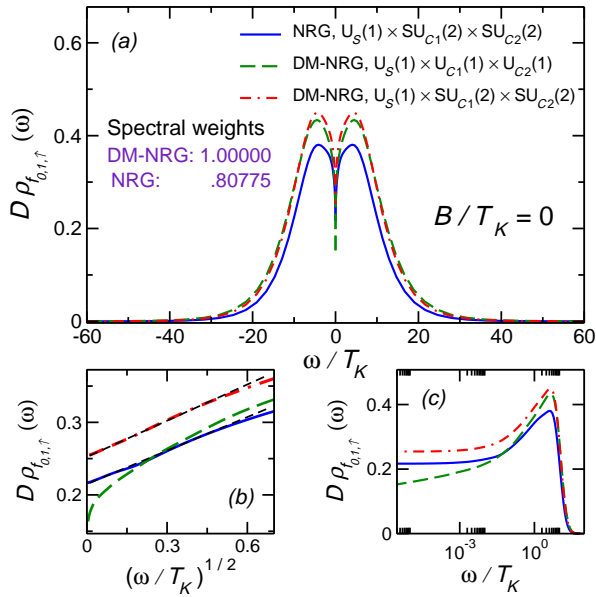 (a)
NRG, U_S(1) × SU_C1(2) × SU_C2(2)
DM-NRG, U_S(1) × U_C1(1) × U_C2(1)
DM-NRG, U_S(1) × SU_C1(2) × SU_C2(2)
Spectral weights
DM-NRG: 1.00000
NRG: .80775
B / T_K = 0
D ρ_f_0,1,↑ (ω)
0.6
0.4
0.2
0
-60 -40 -20 0 20 40 60
ω / T_K
D ρ_f_0,1,↑ (ω)
0.3
0.2
(b)
0 0.3 0.6
(ω / T_K)^1/2
D ρ_f_0,1,↑ (ω)
(c)
0.4
0.2
0
10^-3 10^0
ω / T_K